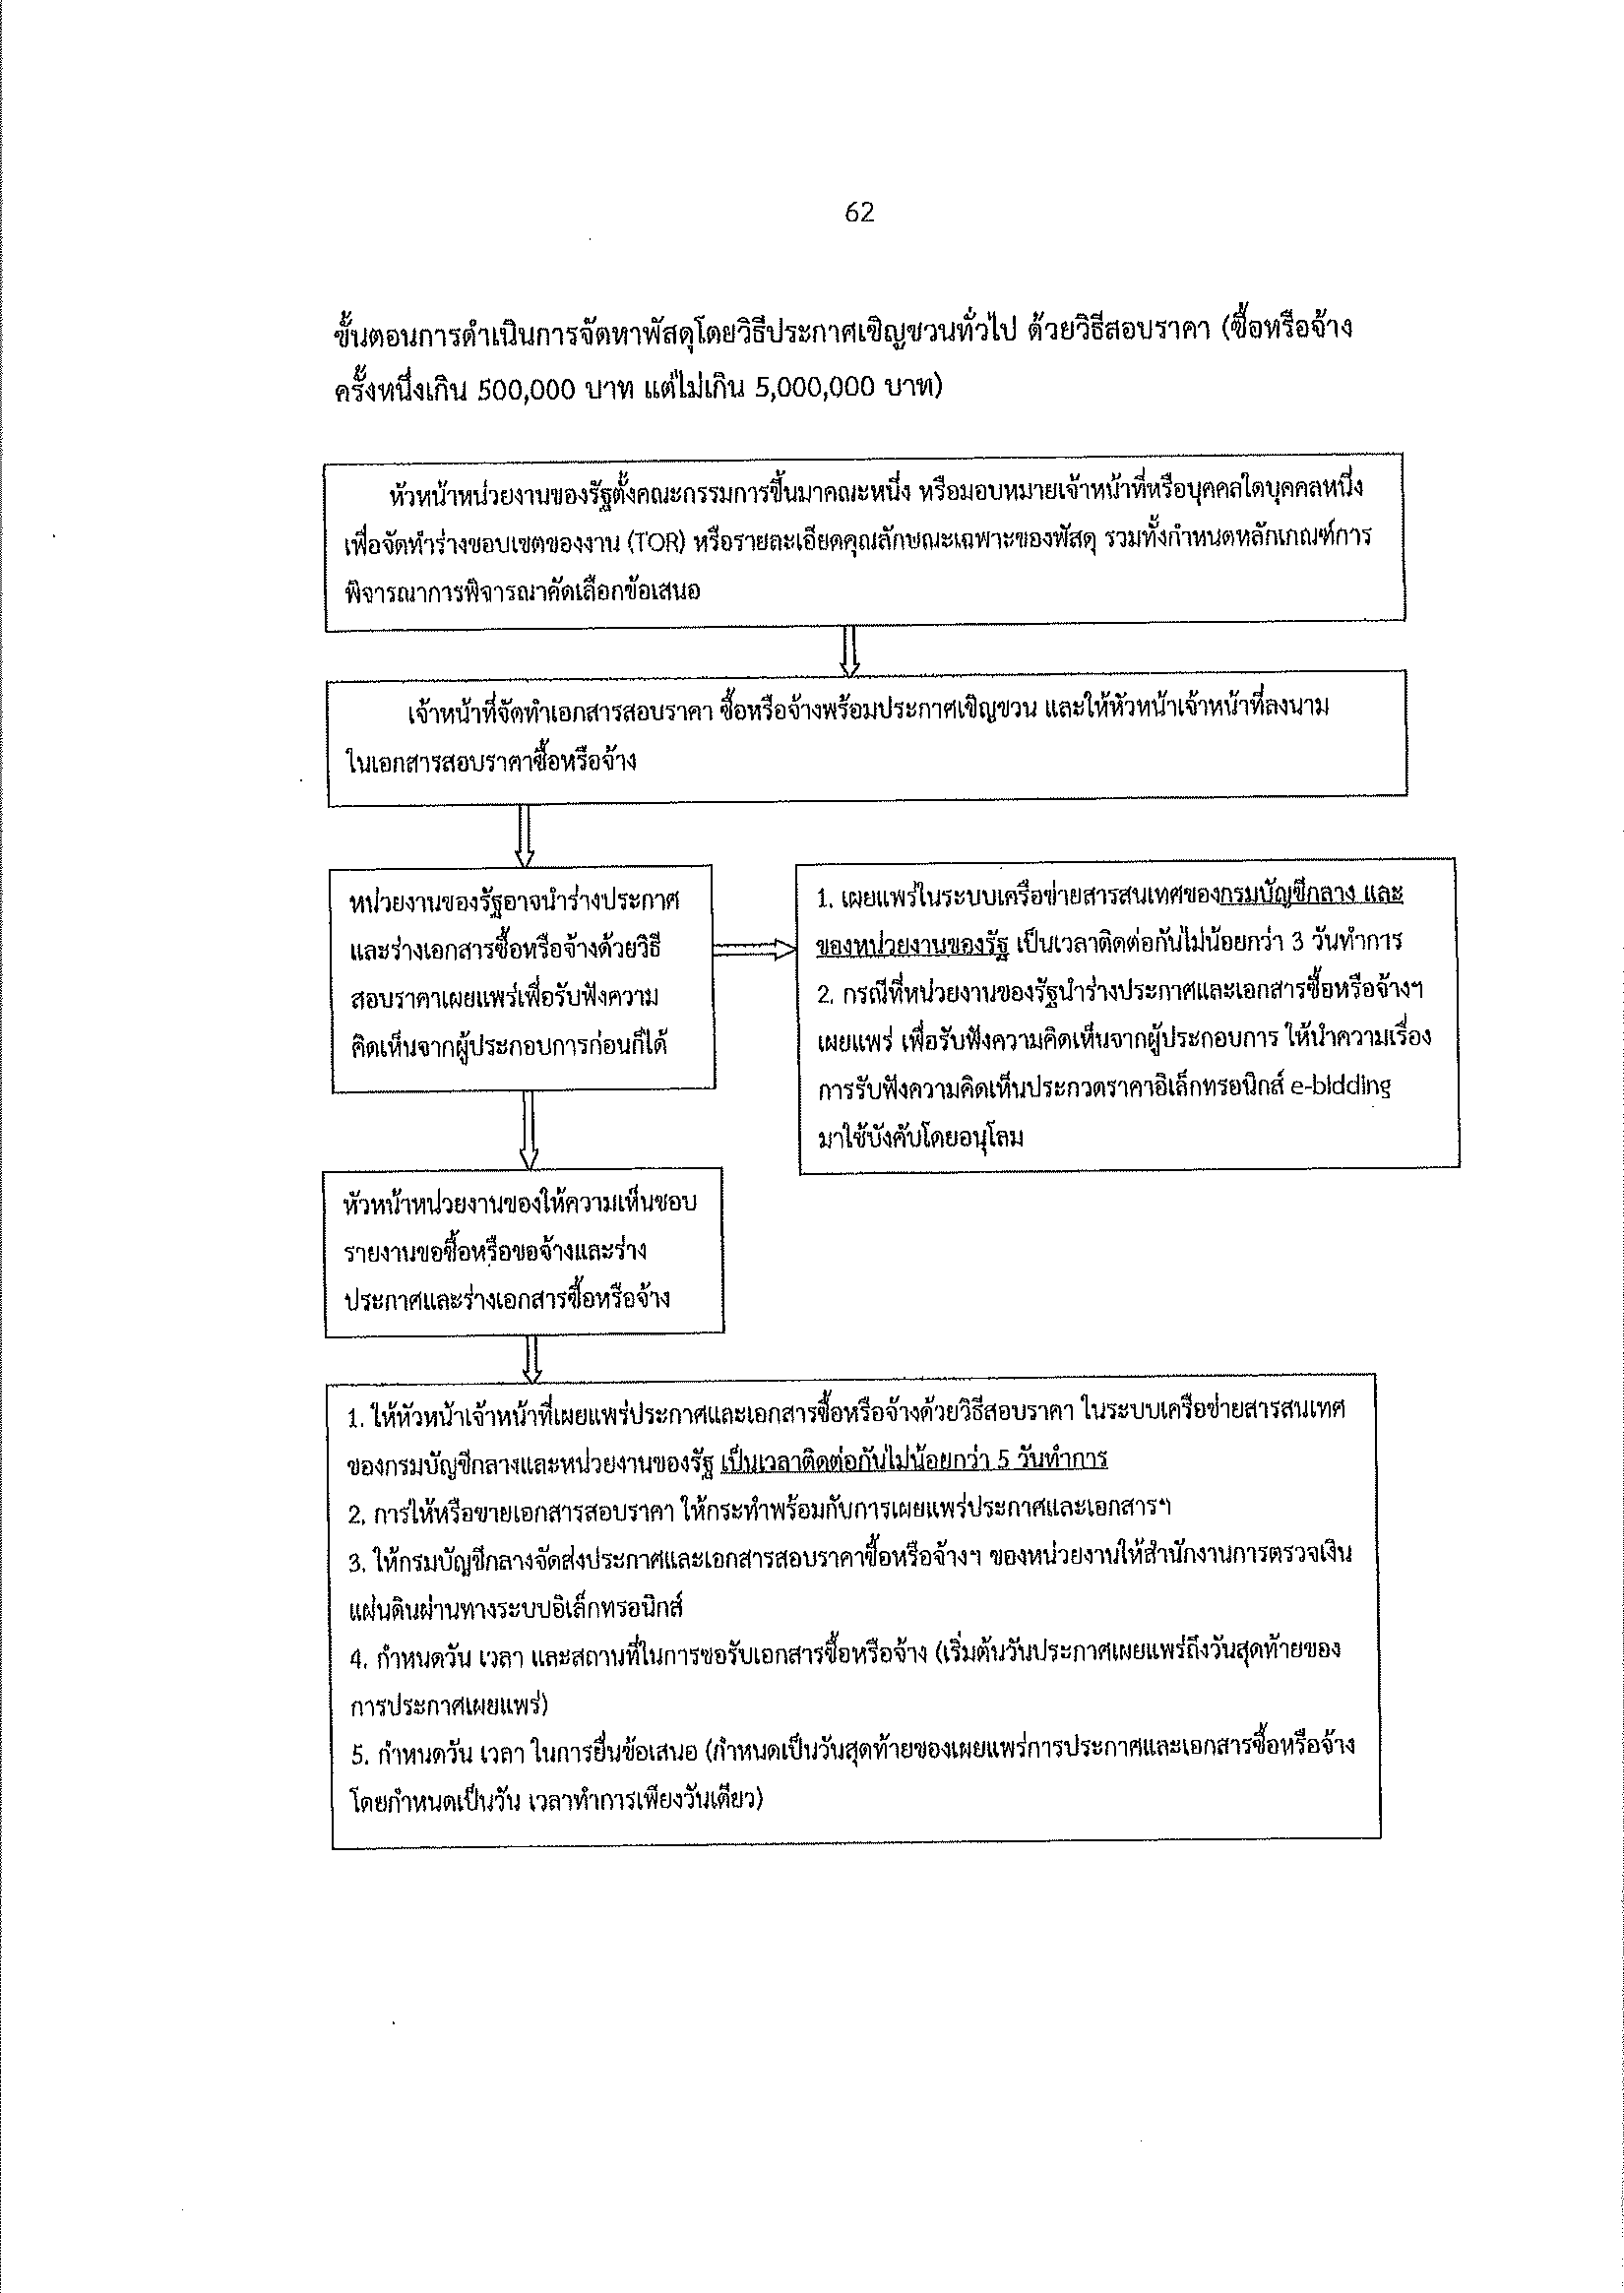 62
ขั้นตอนการดำเนินการจัดหาพัสดุโดยวิธีประกาศเชิญชวนทั่วไป ด้วยวิธีสอบราคา (ซื้อหรือจ้าง
ครั้งหนึ่งเกิน 500,000 บาท แต่ไม่เกิน 5,000,000 บาท)
หัวหน้าหน่วยงานของรัฐตั้งคณะกรรมการขึ้นมาคณะหนึ่ง หรือมอบหมายเจ้าหน้าที่หรือบุคคลใดบุคคลหนึ่ง
เพื่อจัดทำร่างขอบเขตของงาน (TOR) หรือรายละเอียดคุณลักษณะเฉพาะของพัสดุ รวมทั้งกำหนดหลักเกณฑ์การ
พิจารณาการพิจารณาคัดเลือกข้อเสนอ
เจ้าหน้าที่จัดทำเอกสารสอบราคา ซื้อหรือจ้างพร้อมประกาศเชิญชวน และให้หัวหน้าเจ้าหน้าที่ลงนาม
ในเอกสารสอบราคาซื้อหรือจ้าง
หน่วยงานของรัฐอาจนำร่างประกาศ
และร่างเอกสารซื้อหรือจ้างด้วยวิธี
สอบราคาเผยแพร่เพื่อรับฟังความ
คิดเห็นจากผู้ประกอบการก่อนก็ได้
1. เผยแพร่ในระบบเครือข่ายสารสนเทศของกรมบัญชีกลาง และ
ของหน่วยงานของรัฐ เป็นเวลาติดต่อกันไม่น้อยกว่า 3 วันทำการ
2. กรณีที่หน่วยงานของรัฐนำร่างประกาศและเอกสารซื้อหรือจ้างฯ
เผยแพร่ เพื่อรับฟังความคิดเห็นจากผู้ประกอบการ ให้นำความเรื่อง
การรับฟังความคิดเห็นประกวดราคาอิเล็กทรอนิกส์ e-bidding
มาใช้บังคับโดยอนุโลม
หัวหน้าหน่วยงานของให้ความเห็นชอบ
รายงานขอซื้อหรือขอจ้างและร่าง
ประกาศและร่างเอกสารซื้อหรือจ้าง
1. ให้หัวหน้าเจ้าหน้าที่เผยแพร่ประกาศและเอกสารซื้อหรือจ้างด้วยวิธีสอบราคา ในระบบเครือข่ายสารสนเทศ
ของกรมบัญชีกลางและหน่วยงานของรัฐ เป็นเวลาติดต่อกันไม่น้อยกว่า 5 วันทำการ
2. การให้หรือขายเอกสารสอบราคา ให้กระทำพร้อมกับการเผยแพร่ประกาศและเอกสารฯ
3. ให้กรมบัญชีกลางจัดส่งประกาศและเอกสารสอบราคาซื้อหรือจ้างฯ ของหน่วยงานให้สำนักงานการตรวจเงิน
แผ่นดินผ่านทางระบบอิเล็กทรอนิกส์
4. กำหนดวัน เวลา และสถานที่ในการขอรับเอกสารซื้อหรือจ้าง (เริ่มต้นวันประกาศเผยแพร่ถึงวันสุดท้ายของ
การประกาศเผยแพร่)
5. กำหนดวัน เวลา ในการยื่นข้อเสนอ (กำหนดเป็นวันสุดท้ายของเผยแพร่การประกาศและเอกสารซื้อหรือจ้าง
โดยกำหนดเป็นวัน เวลาทำการเพียงวันเดียว)